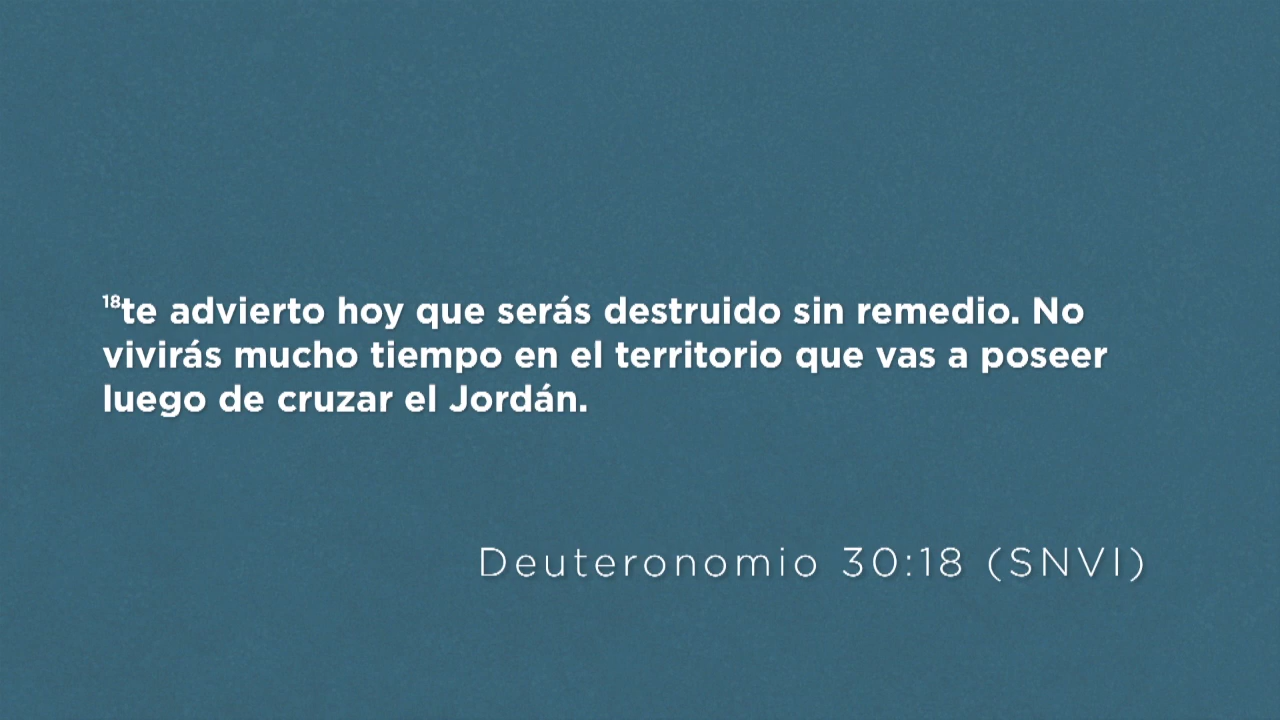 ¹⁸te advierto hoy que serás destruido sin remedio. No
vivirás mucho tiempo en el territorio que vas a poseer
luego de cruzar el Jordán.
Deuteronomio 30:18 (SNVI)